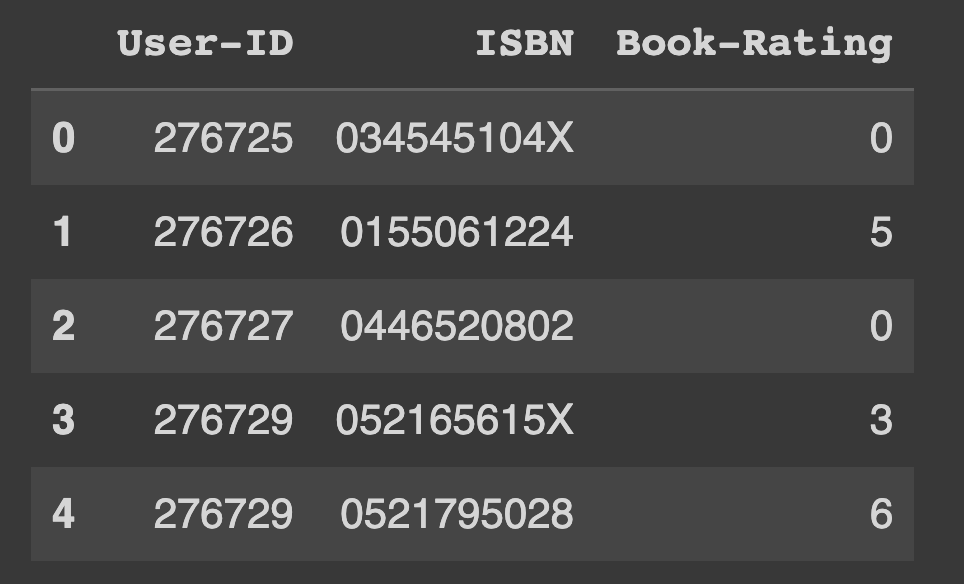 User-ID ISBN Book-Rating
0 276725 034545104X 0
1 276726 0155061224 5
2 276727 0446520802 0
3 276729 052165615X 3
4 276729 0521795028 6